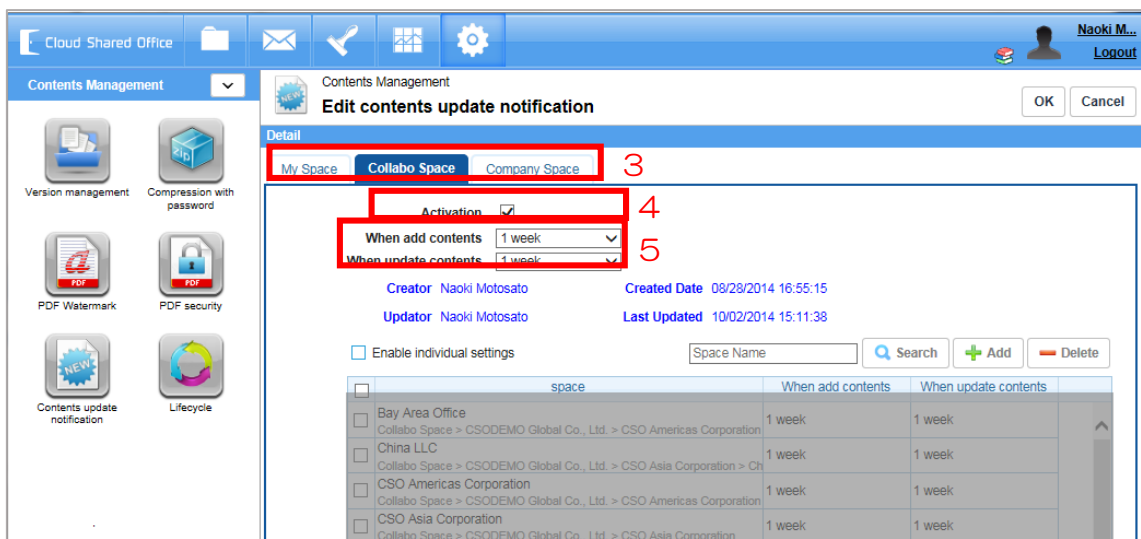 Cloud Shared Office
Naoki M...
Logout
Contents Management
Contents Management
Edit contents update notification
OK Cancel
Detail
My Space Collabo Space Company Space 3
Activation 4
When add contents 1 week
When update contents 1 week 5
Creator Naoki Motosato Created Date 08/28/2014 16:55:15
Updator Naoki Motosato Last Updated 10/02/2014 15:11:38
Enable individual settings Space Name Search Add Delete
space When add contents When update contents
Bay Area Office
Collabo Space > CSODEMO Global Co., Ltd. > CSO Americas Corporation
1 week 1 week
China LLC
Collabo Space > CSODEMO Global Co., Ltd. > CSO Asia Corporation > Ch
1 week 1 week
CSO Americas Corporation
Collabo Space > CSODEMO Global Co., Ltd. > CSO Americas Corporation
1 week 1 week
CSO Asia Corporation
Collabo Space > CSODEMO Global Co., Ltd. > CSO Asia Corporation
1 week 1 week
Version management
Zip
Compression with
password
PDF
PDF Watermark
PDF
PDF security
NEW
Contents update
notification
Lifecycle
NEW